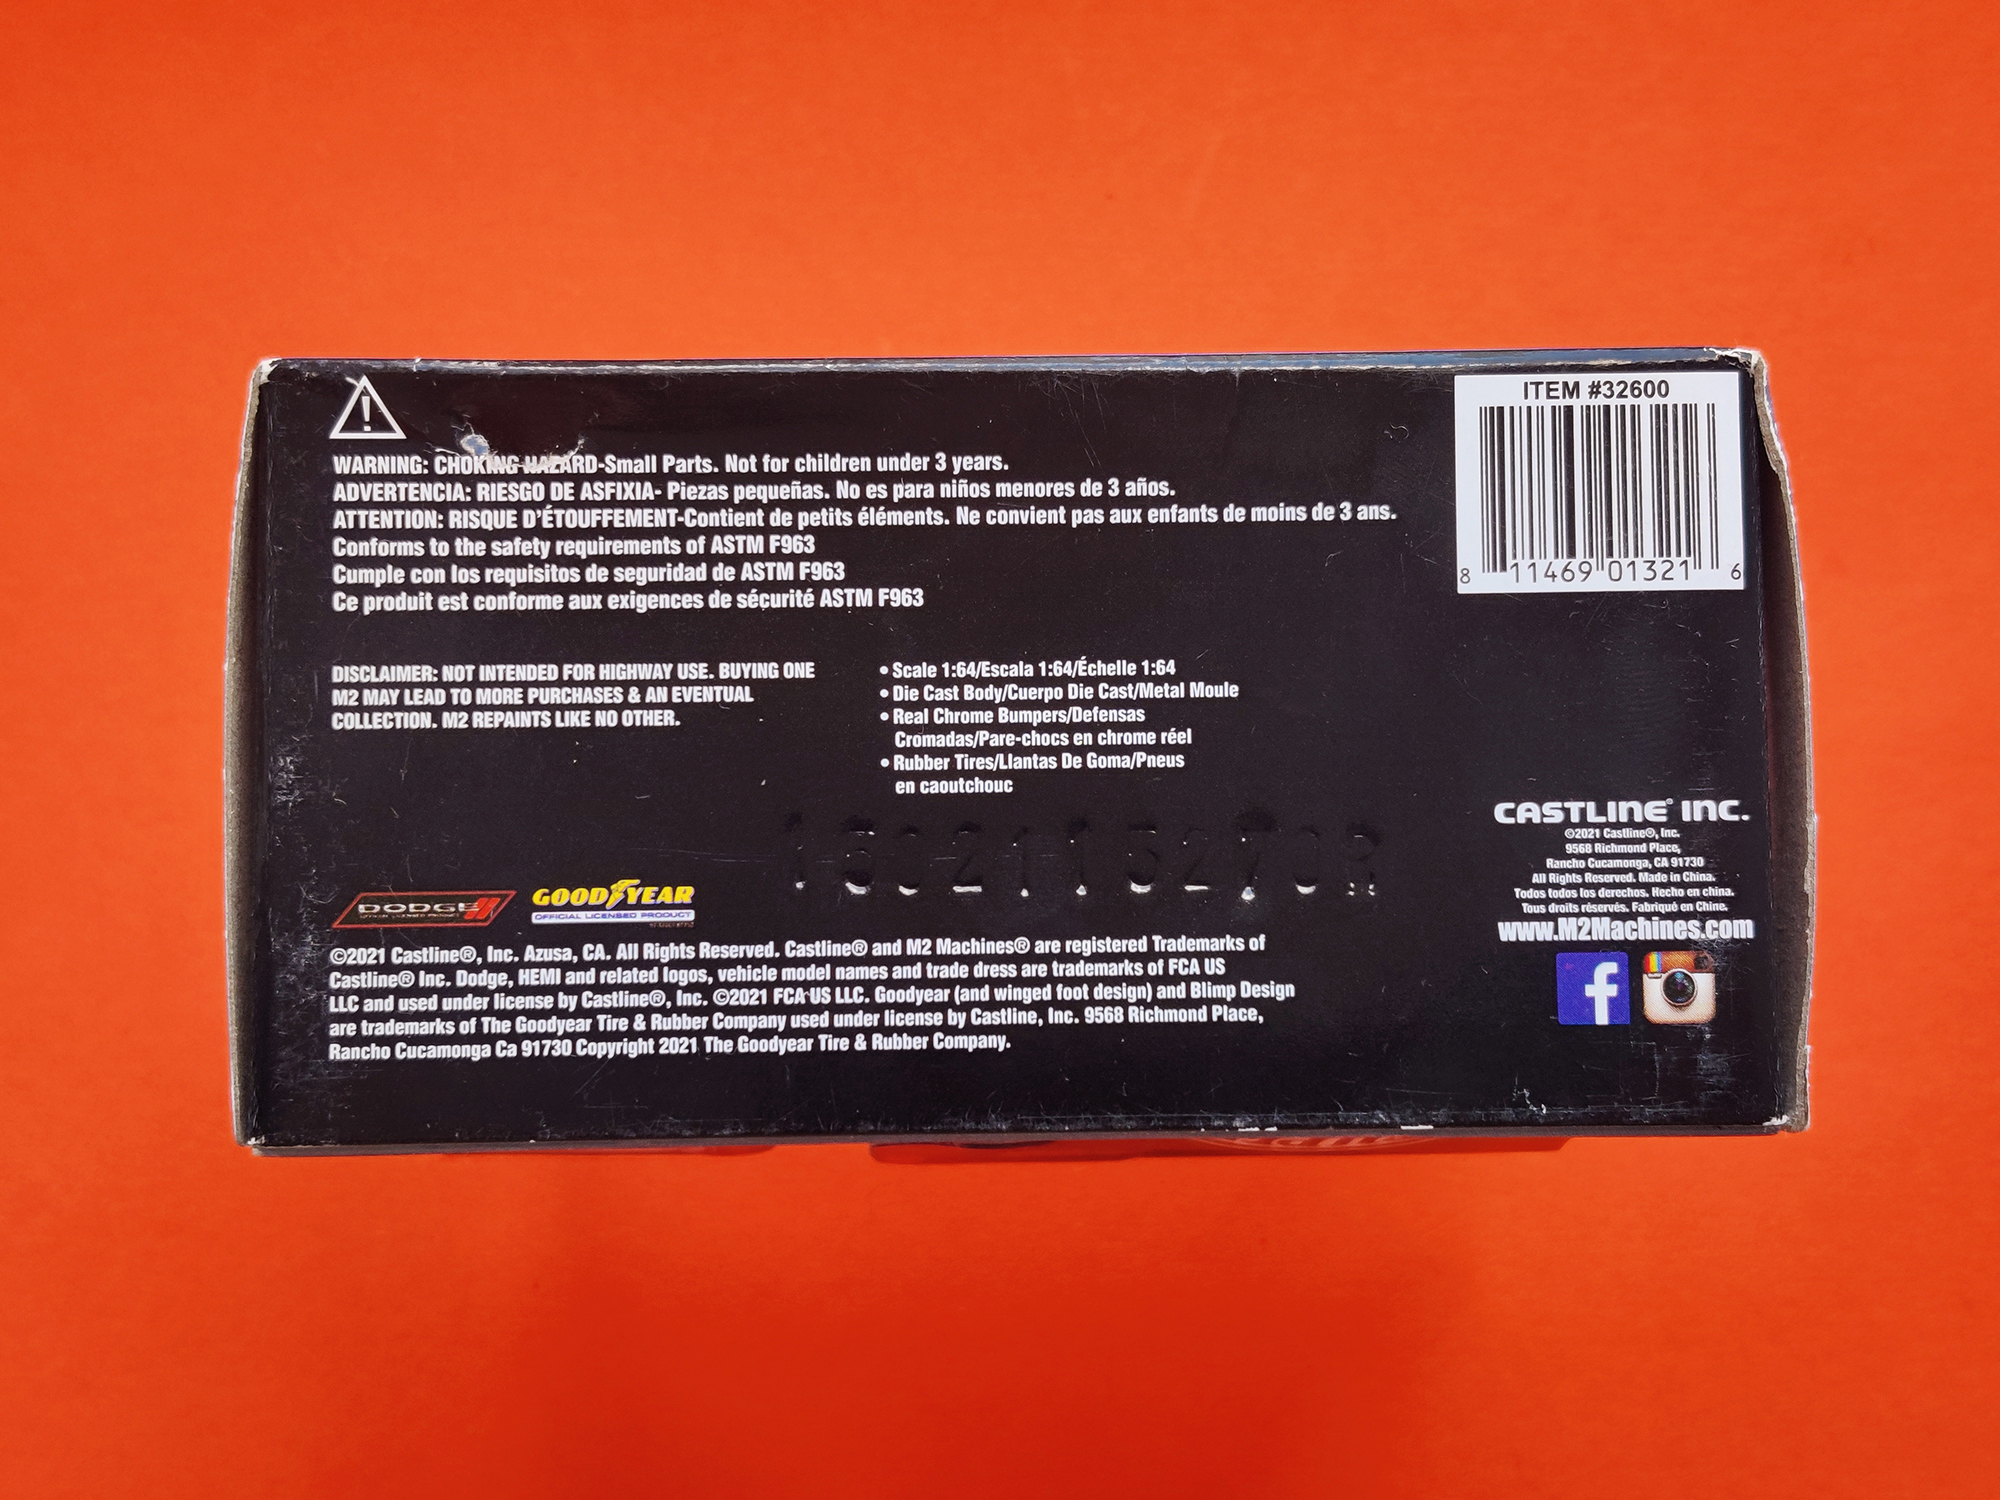 ITEM #32600
8 11469 01321 6
WARNING: CHOKING HAZARD-Small Parts. Not for children under 3 years.
ADVERTENCIA: RIESGO DE ASFIXIA- Piezas pequeñas. No es para niños menores de 3 años.
ATTENTION: RISQUE D'ÉTOUFFEMENT-Contient de petits éléments. Ne convient pas aux enfants de moins de 3 ans.
Conforms to the safety requirements of ASTM F963
Cumple con los requisitos de seguridad de ASTM F963
Ce produit est conforme aux exigences de sécurité ASTM F963
DISCLAIMER: NOT INTENDED FOR HIGHWAY USE. BUYING ONE
M2 MAY LEAD TO MORE PURCHASES & AN EVENTUAL
COLLECTION. M2 REPAINTS LIKE NO OTHER.
• Scale 1:64/Escala 1:64/Échelle 1:64
• Die Cast Body/Cuerpo Die Cast/Metal Moule
• Real Chrome Bumpers/Defensas
Cromadas/Pare-chocs en chrome réel
• Rubber Tires/Llantas De Goma/Pneus
en caoutchouc
DODGE
GOODYEAR
OFFICIAL LICENSED PRODUCT
©2021 Castline®, Inc. Azusa, CA. All Rights Reserved. Castline® and M2 Machines® are registered Trademarks of
Castline® Inc. Dodge, HEMI and related logos, vehicle model names and trade dress are trademarks of FCA US
LLC and used under license by Castline®, Inc. ©2021 FCA US LLC. Goodyear (and winged foot design) and Blimp Design
are trademarks of The Goodyear Tire & Rubber Company used under license by Castline, Inc. 9568 Richmond Place,
Rancho Cucamonga Ca 91730 Copyright 2021 The Goodyear Tire & Rubber Company.
CASTLINE® INC.
©2021 Castline®, Inc.
9568 Richmond Place,
Rancho Cucamonga, CA 91730
All Rights Reserved. Made in China.
Todos todos los derechos. Hecho en china.
Tous droits réservés. Fabriqué en Chine.
www.M2Machines.com